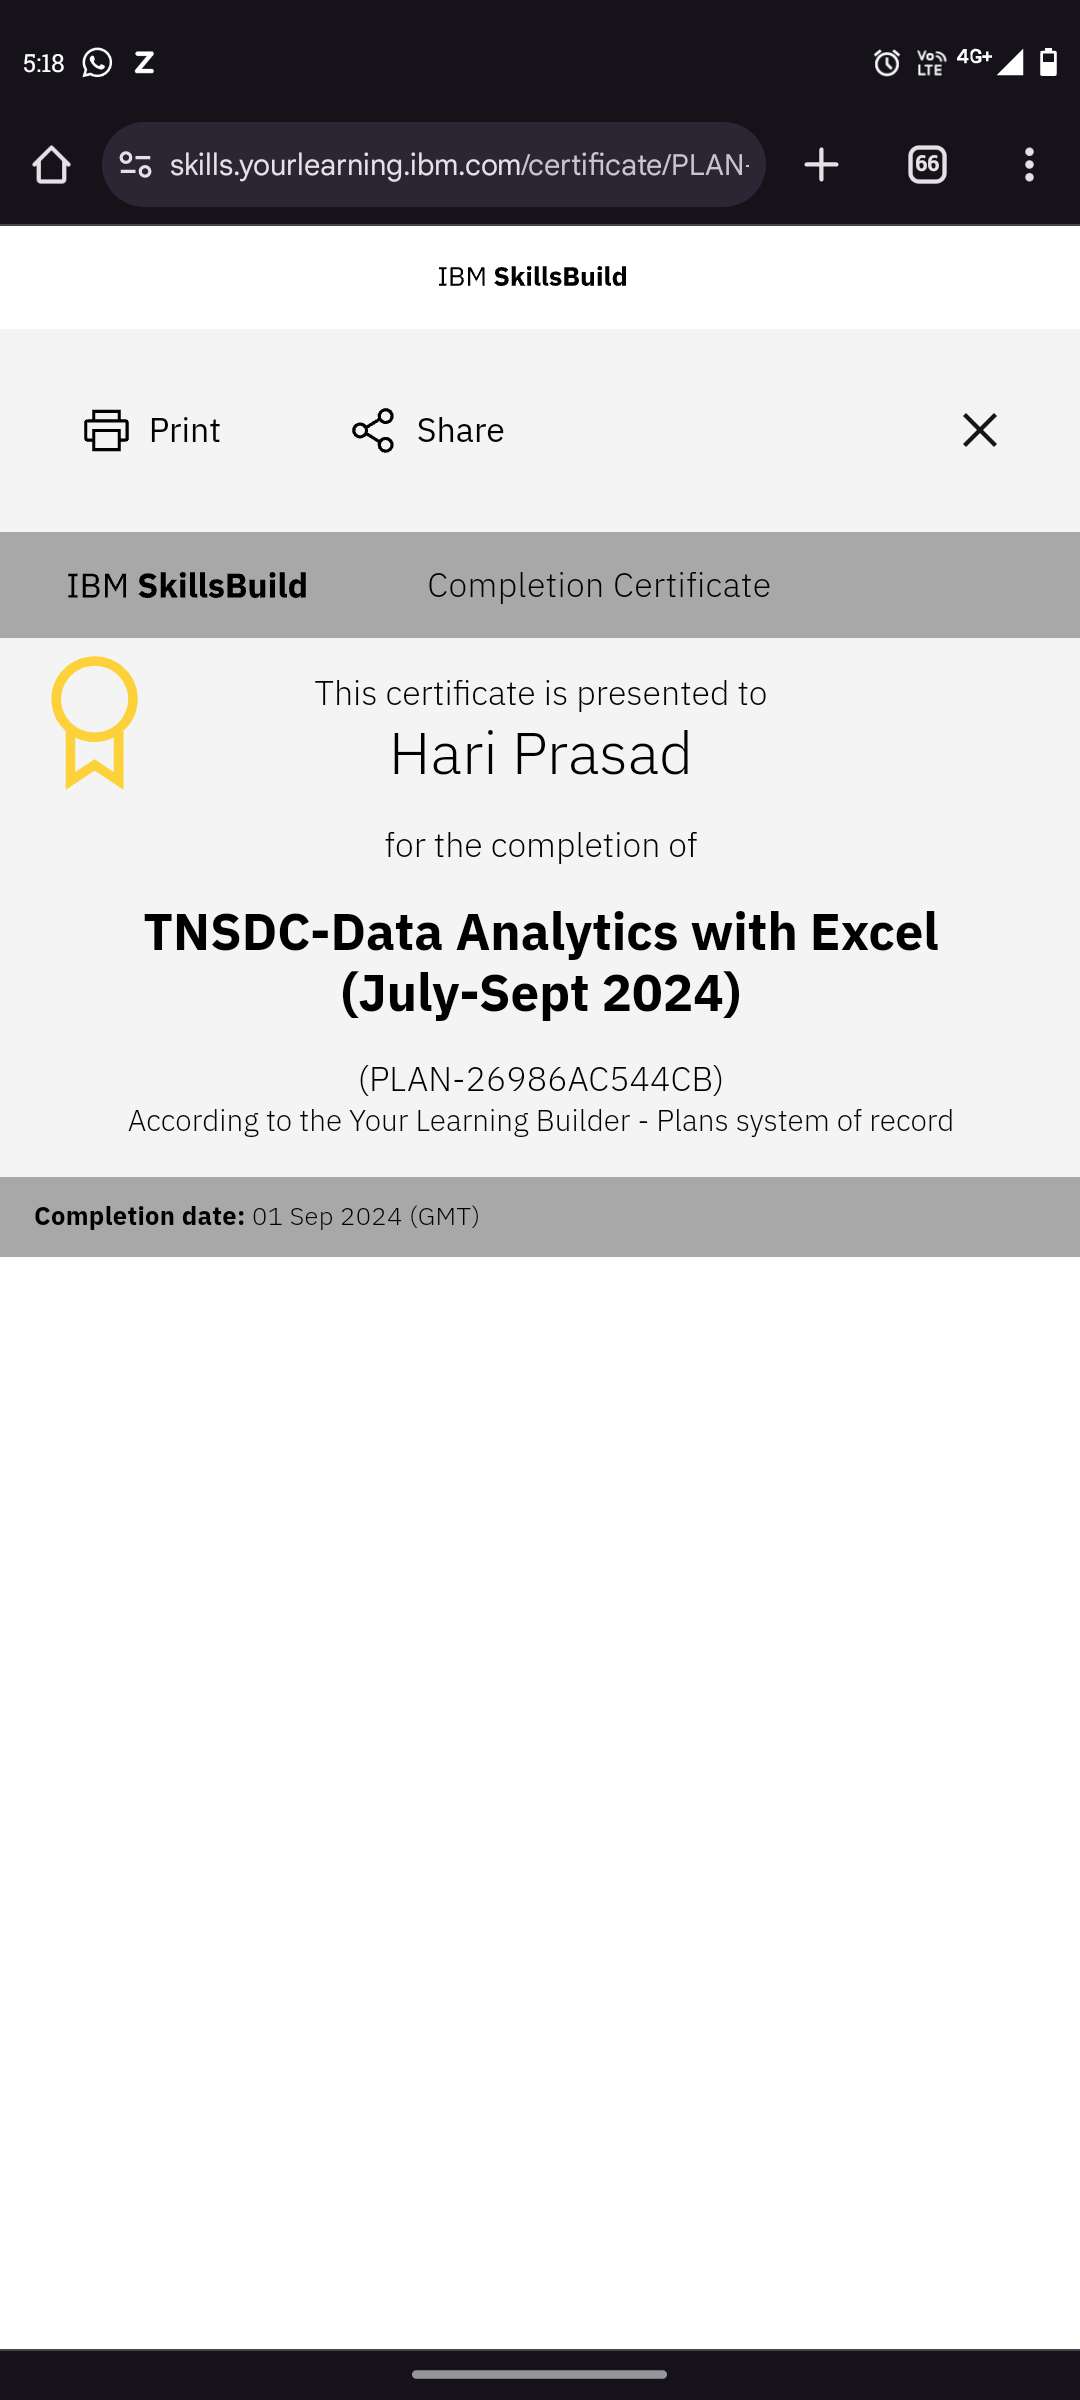 5:18
Vo LTE 4G+
skills.yourlearning.ibm.com/certificate/PLAN-
66
IBM SkillsBuild
Print Share
IBM SkillsBuild Completion Certificate
This certificate is presented to
Hari Prasad
for the completion of
TNSDC-Data Analytics with Excel
(July-Sept 2024)
(PLAN-26986AC544CB)
According to the Your Learning Builder - Plans system of record
Completion date: 01 Sep 2024 (GMT)